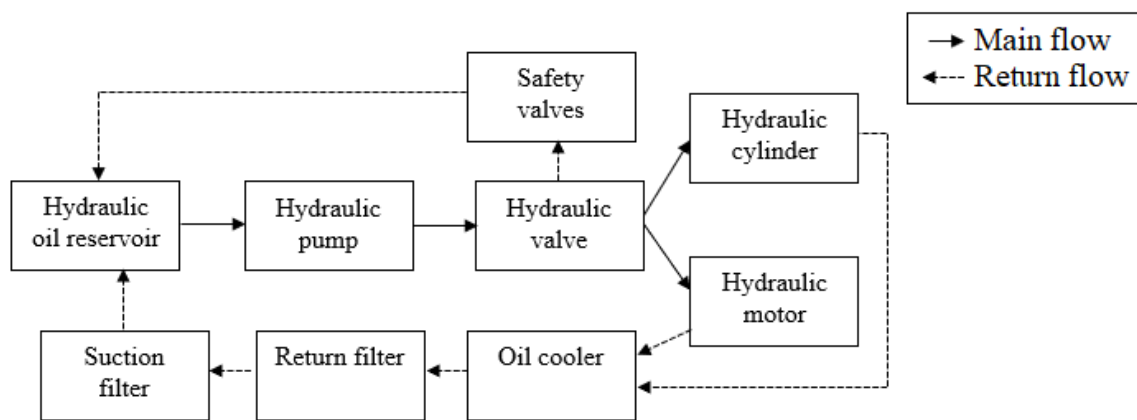 Main flow
Return flow
Safety
valves
Hydraulic
cylinder
Hydraulic
oil reservoir
Hydraulic
pump
Hydraulic
valve
Hydraulic
motor
Suction
filter
Return filter
Oil cooler